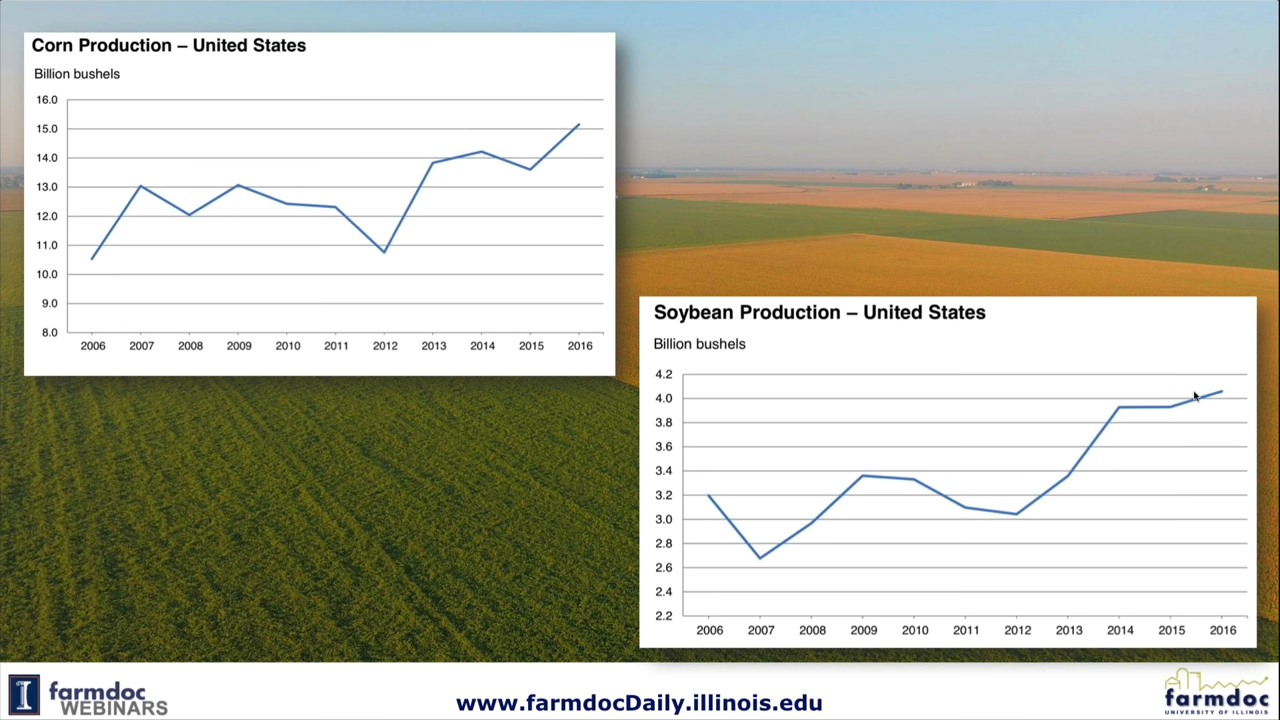 Corn Production – United States
Billion bushels
16.0
15.0
14.0
13.0
12.0
11.0
10.0
9.0
8.0
2006 2007 2008 2009 2010 2011 2012 2013 2014 2015 2016
Soybean Production – United States
Billion bushels
4.2
4.0
3.8
3.6
3.4
3.2
3.0
2.8
2.6
2.4
2.2
2006 2007 2008 2009 2010 2011 2012 2013 2014 2015 2016
I
farmdoc
WEBINARS
www.farmdocDaily.illinois.edu
farmdoc
UNIVERSITY OF ILLINOIS